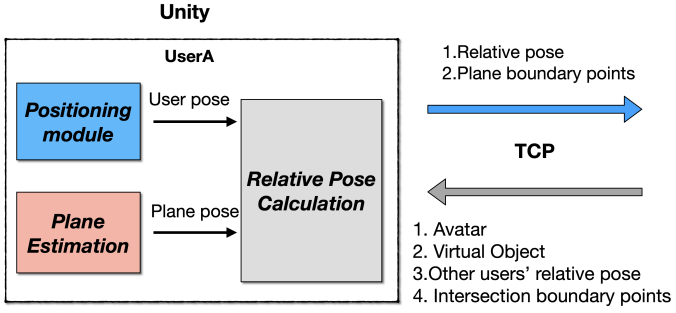 Unity
UserA
Positioning
module
User pose
Plane
Estimation
Plane pose
Relative Pose
Calculation
1.Relative pose
2.Plane boundary points
TCP
1. Avatar
2. Virtual Object
3.Other users’ relative pose
4. Intersection boundary points